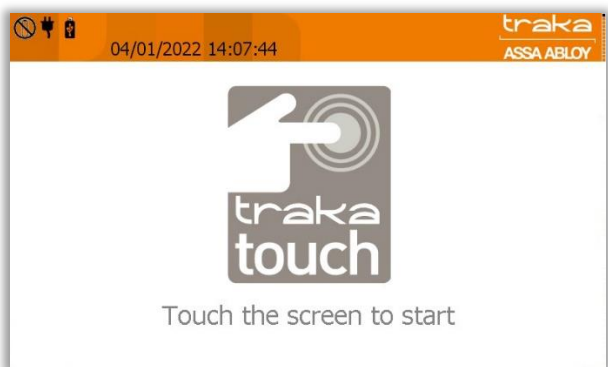 traka
04/01/2022 14:07:44
ASSA ABLOY
traka
touch
Touch the screen to start